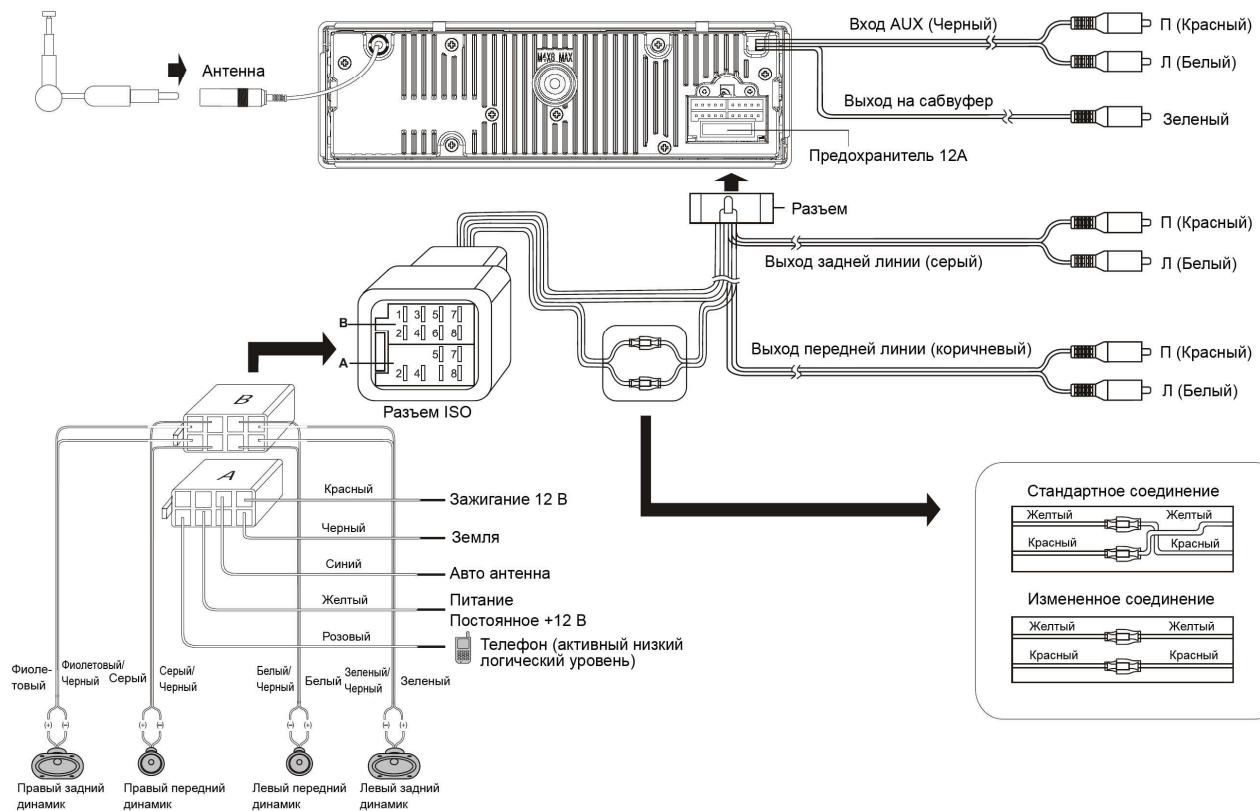 Вход AUX (Черный)
П (Красный)
Л (Белый)
Антенна
M4X8 MAX
Выход на сабвуфер
Зеленый
Предохранитель 12А
Разъем
П (Красный)
Выход задней линии (серый)
Л (Белый)
B
A
1 3 5 7
2 4 6 8
5 7
2 4 8
Разъем ISO
Выход передней линии (коричневый)
П (Красный)
Л (Белый)
B
A
Красный
Зажигание 12 В
Черный
Земля
Синий
Авто антенна
Желтый
Питание
Постоянное +12 В
Розовый
Телефон (активный низкий
логический уровень)
Фиоле-
товый
Фиолетовый/
Черный
Серый
Серый/
Черный
Белый/
Черный
Белый
Зеленый/
Черный
Зеленый
(+) (-)
(+) (-)
(-) (+)
(-) (+)
Правый задний
динамик
Правый передний
динамик
Левый передний
динамик
Левый задний
динамик
Стандартное соединение
Желтый Желтый
Красный Красный
Измененное соединение
Желтый Желтый
Красный Красный